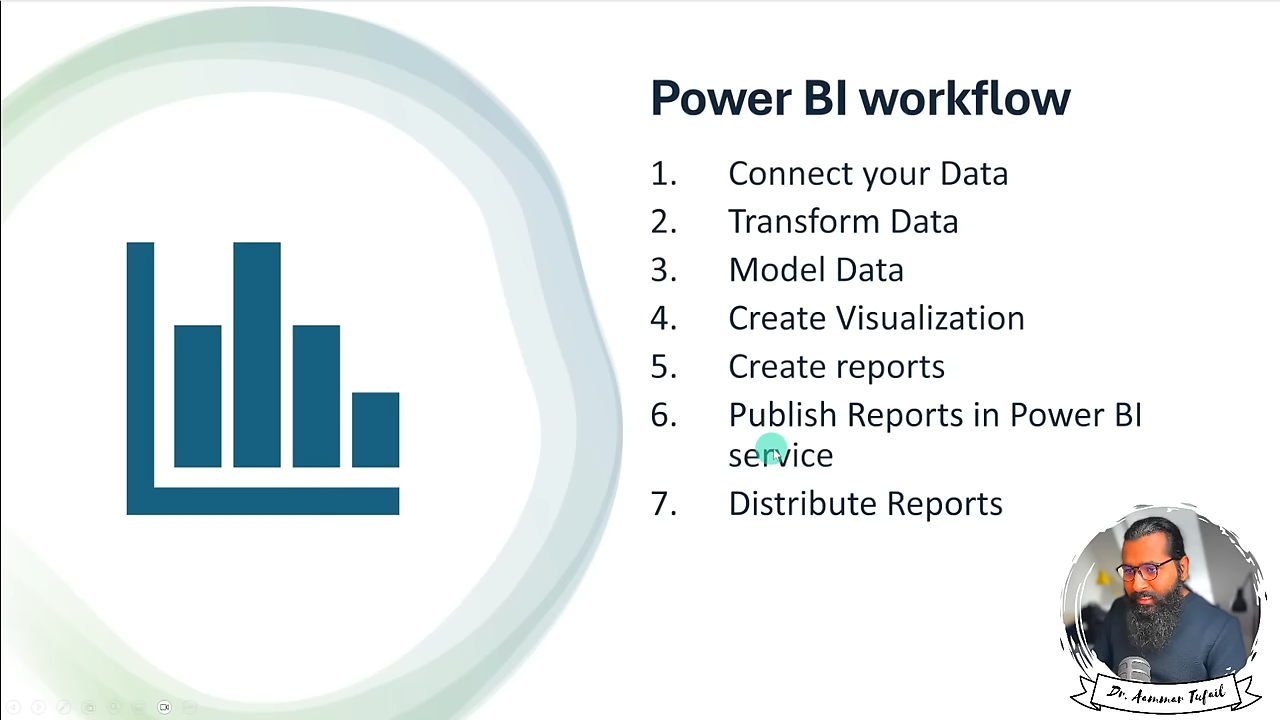 Power BI workflow
1. Connect your Data
2. Transform Data
3. Model Data
4. Create Visualization
5. Create reports
6. Publish Reports in Power BI
service
7. Distribute Reports
Dr. Aammar Tufail